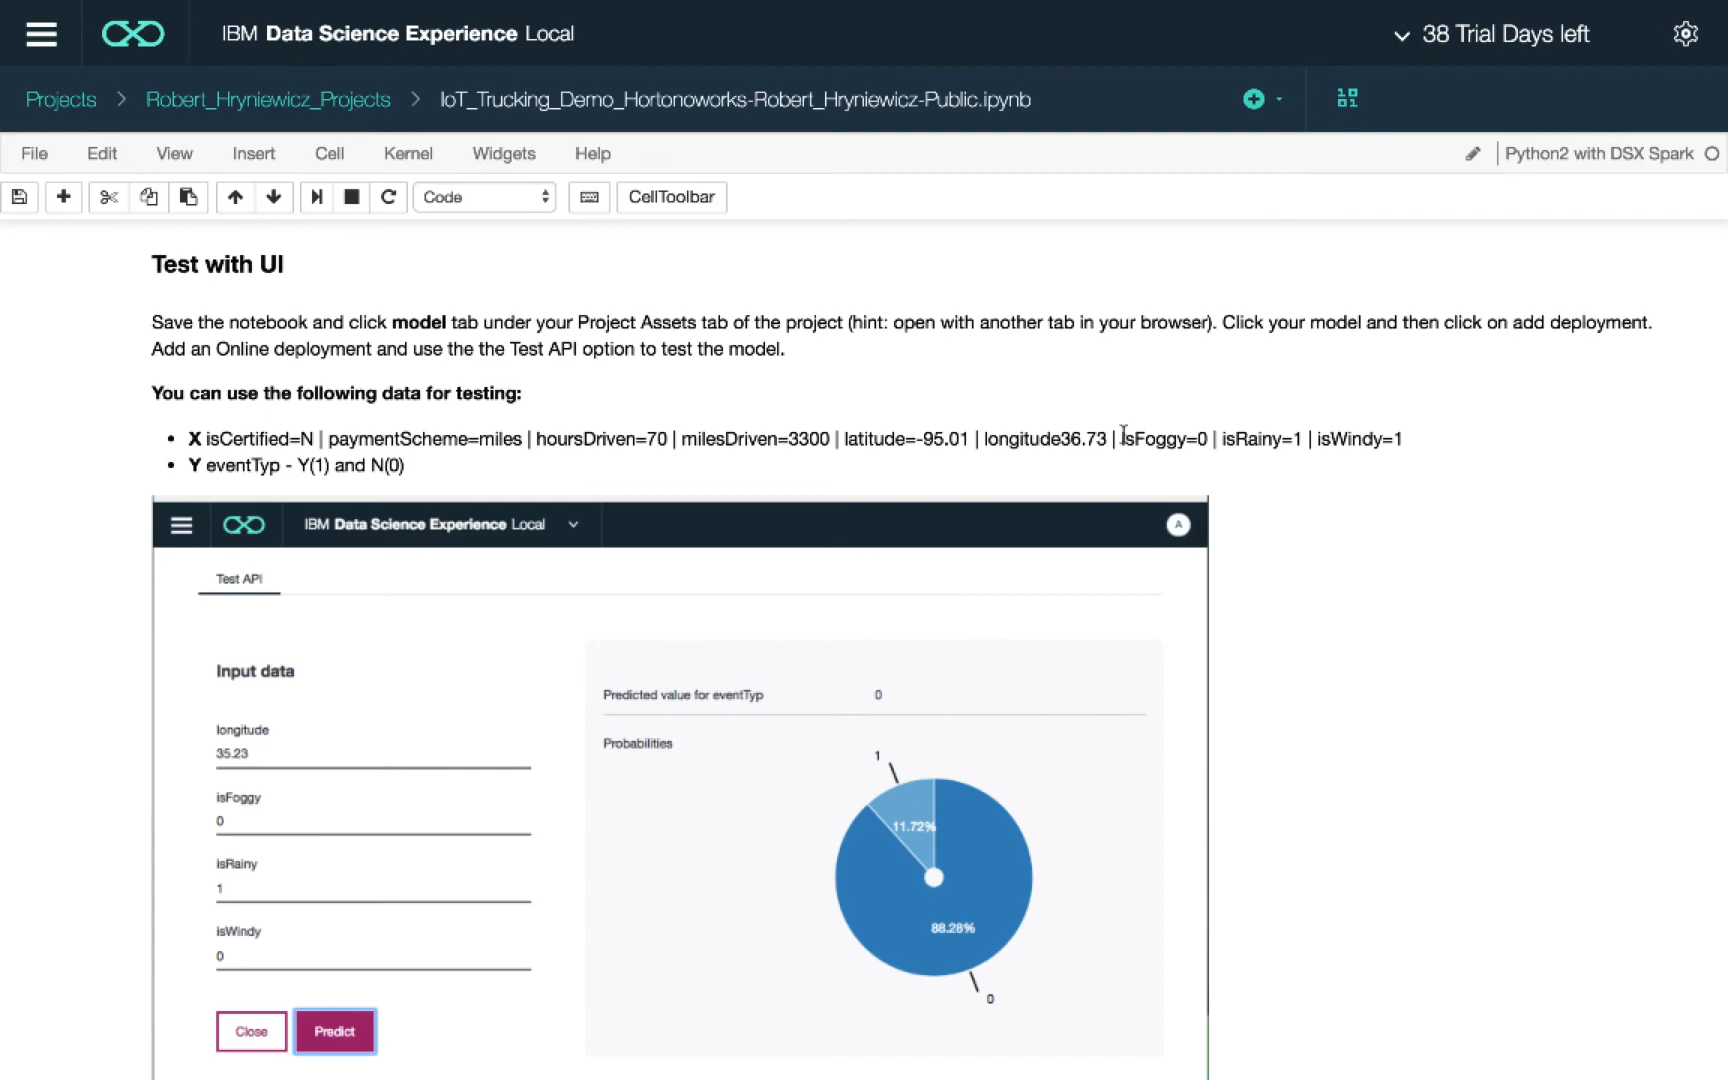 IBM Data Science Experience Local
38 Trial Days left
Projects > Robert_Hryniewicz_Projects > IoT_Trucking_Demo_Hortonoworks-Robert_Hryniewicz-Public.ipynb
File Edit View Insert Cell Kernel Widgets Help
Python2 with DSX Spark
Code
CellToolbar
Test with UI
Save the notebook and click model tab under your Project Assets tab of the project (hint: open with another tab in your browser). Click your model and then click on add deployment.
Add an Online deployment and use the the Test API option to test the model.
You can use the following data for testing:
• X isCertified=N | paymentScheme=miles | hoursDriven=70 | milesDriven=3300 | latitude=-95.01 | longitude36.73 | isFoggy=0 | isRainy=1 | isWindy=1
• Y eventTyp - Y(1) and N(0)
IBM Data Science Experience Local
A
Test API
Input data
longitude
35.23
isFoggy
0
isRainy
1
isWindy
0
Close
Predict
Predicted value for eventTyp 0
Probabilities
1
11.72%
88.28%
0